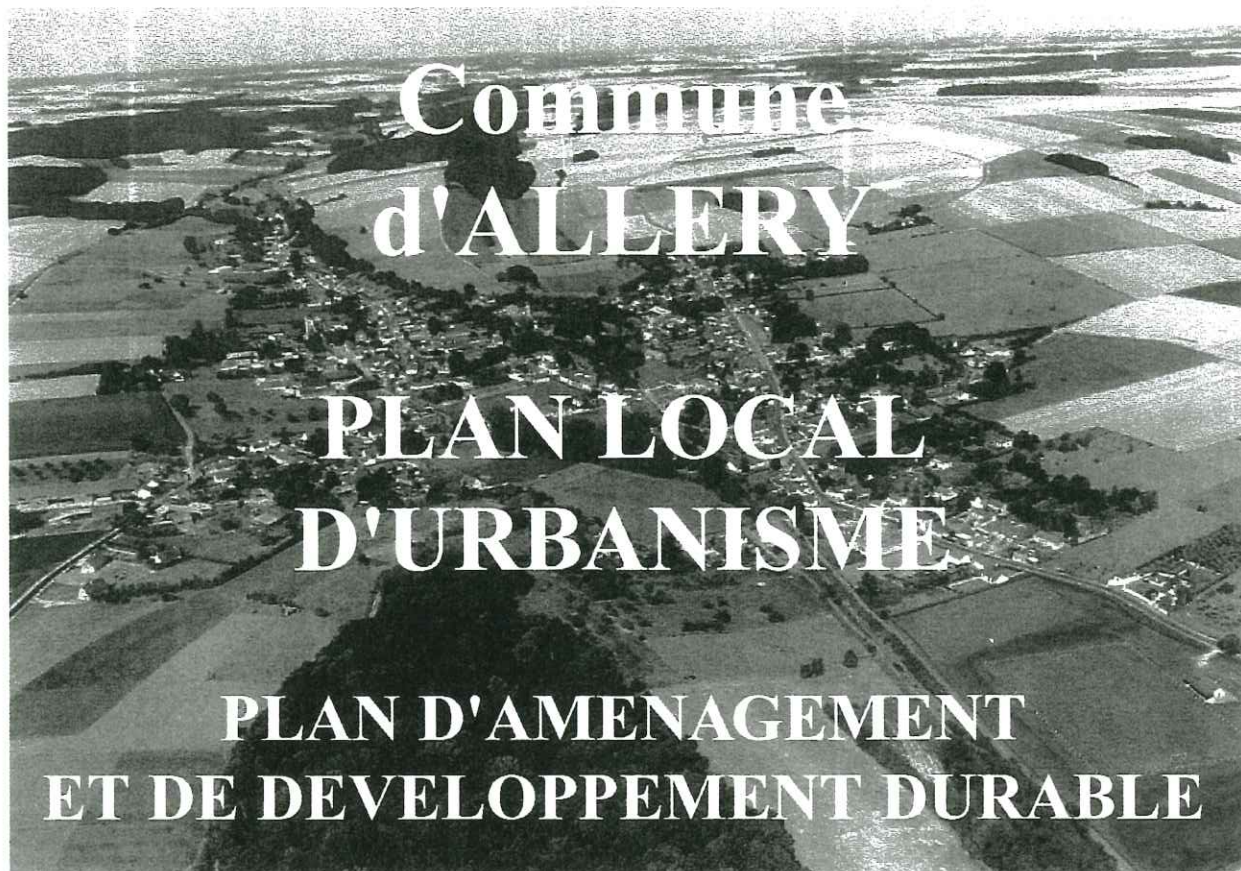 Commune
d'ALLERY
PLAN LOCAL
D'URBANISME
PLAN D'AMENAGEMENT
ET DE DEVELOPPEMENT DURABLE